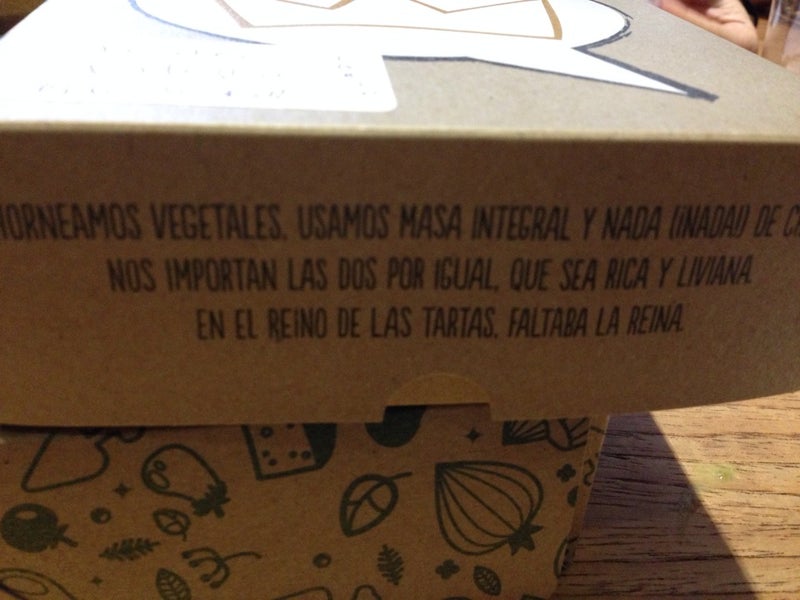 HORNEAMOS VEGETALES. USAMOS MASA INTEGRAL Y NADA (¡NADA!) DE
NOS IMPORTAN LAS DOS POR IGUAL, QUE SEA RICA Y LIVIANA.
EN EL REINO DE LAS TARTAS, FALTABA LA REINA.